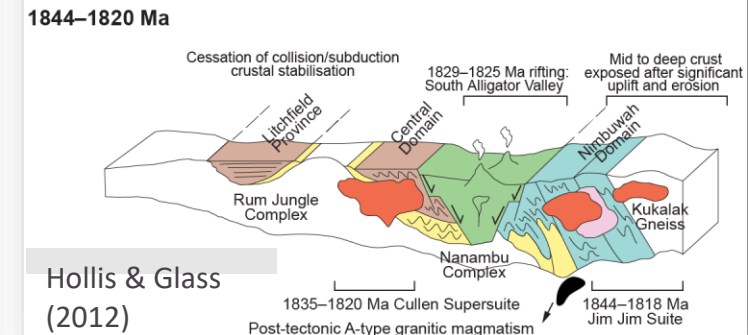 1844–1820 Ma
Cessation of collision/subduction
crustal stabilisation
1829–1825 Ma rifting:
South Alligator Valley
Mid to deep crust
exposed after significant
uplift and erosion
Litchfield
Province
Central
Domain
Nimbuwah
Domain
Rum Jungle
Complex
Kukalak
Gneiss
Nanambu
Complex
Hollis & Glass
(2012)
1835–1820 Ma Cullen Supersuite
1844–1818 Ma
Jim Jim Suite
Post-tectonic A-type granitic magmatism